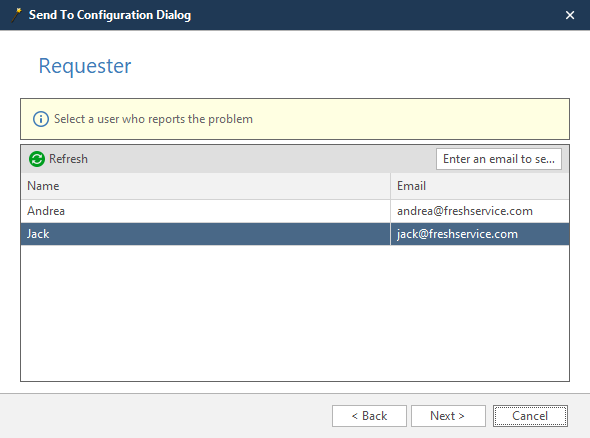 Send To Configuration Dialog
Requester
Select a user who reports the problem
Refresh
Enter an email to se...
Name Email
Andrea andrea@freshservice.com
Jack jack@freshservice.com
< Back Next > Cancel